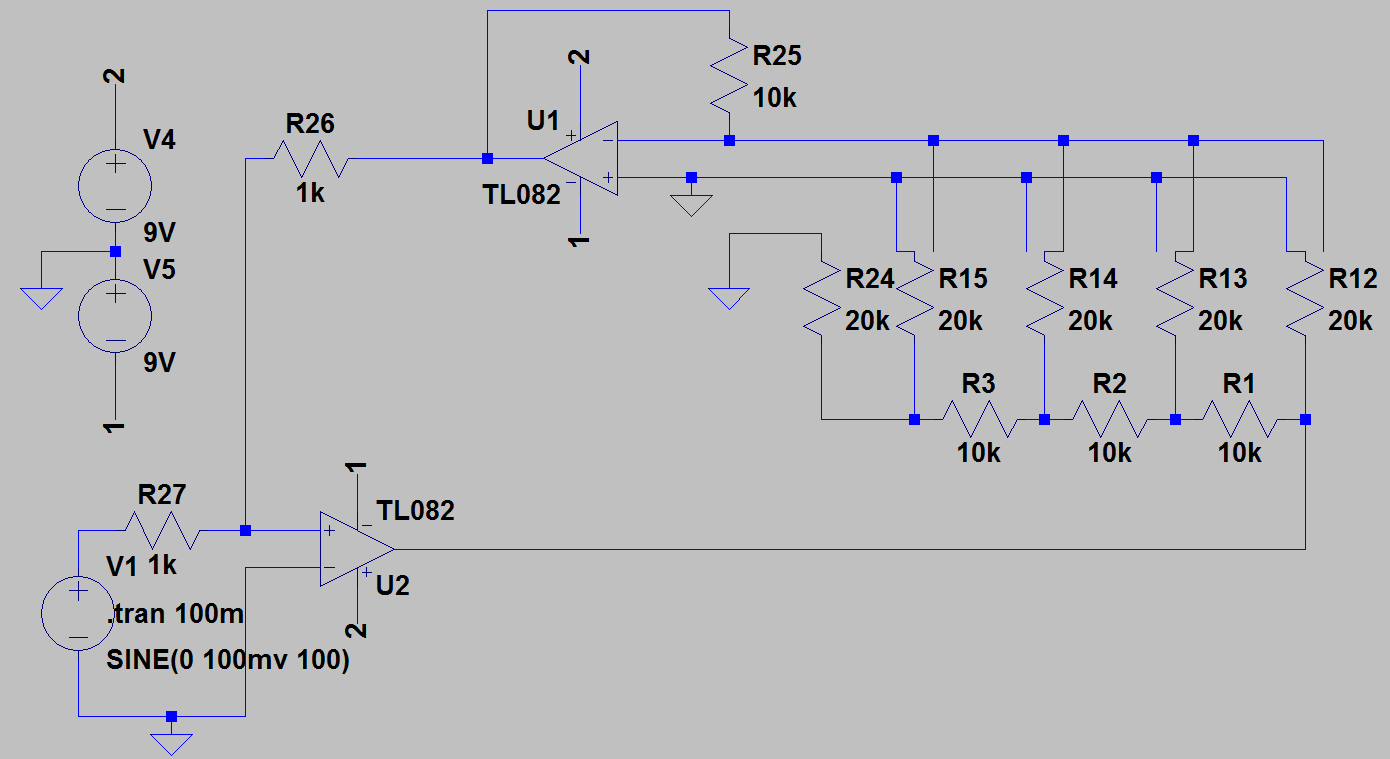 R25
10k
2
2
V4
R26
U1
+
−
+
1k
TL082
+
−
−
9V
1
V5
+
R24
R15
R14
R13
R12
20k
20k
20k
20k
20k
−
9V
R3
R2
R1
1
10k
10k
10k
1
R27
TL082
−
+
V1 1k
−
+
U2
+
.tran 100m
−
2
SINE(0 100mv 100)